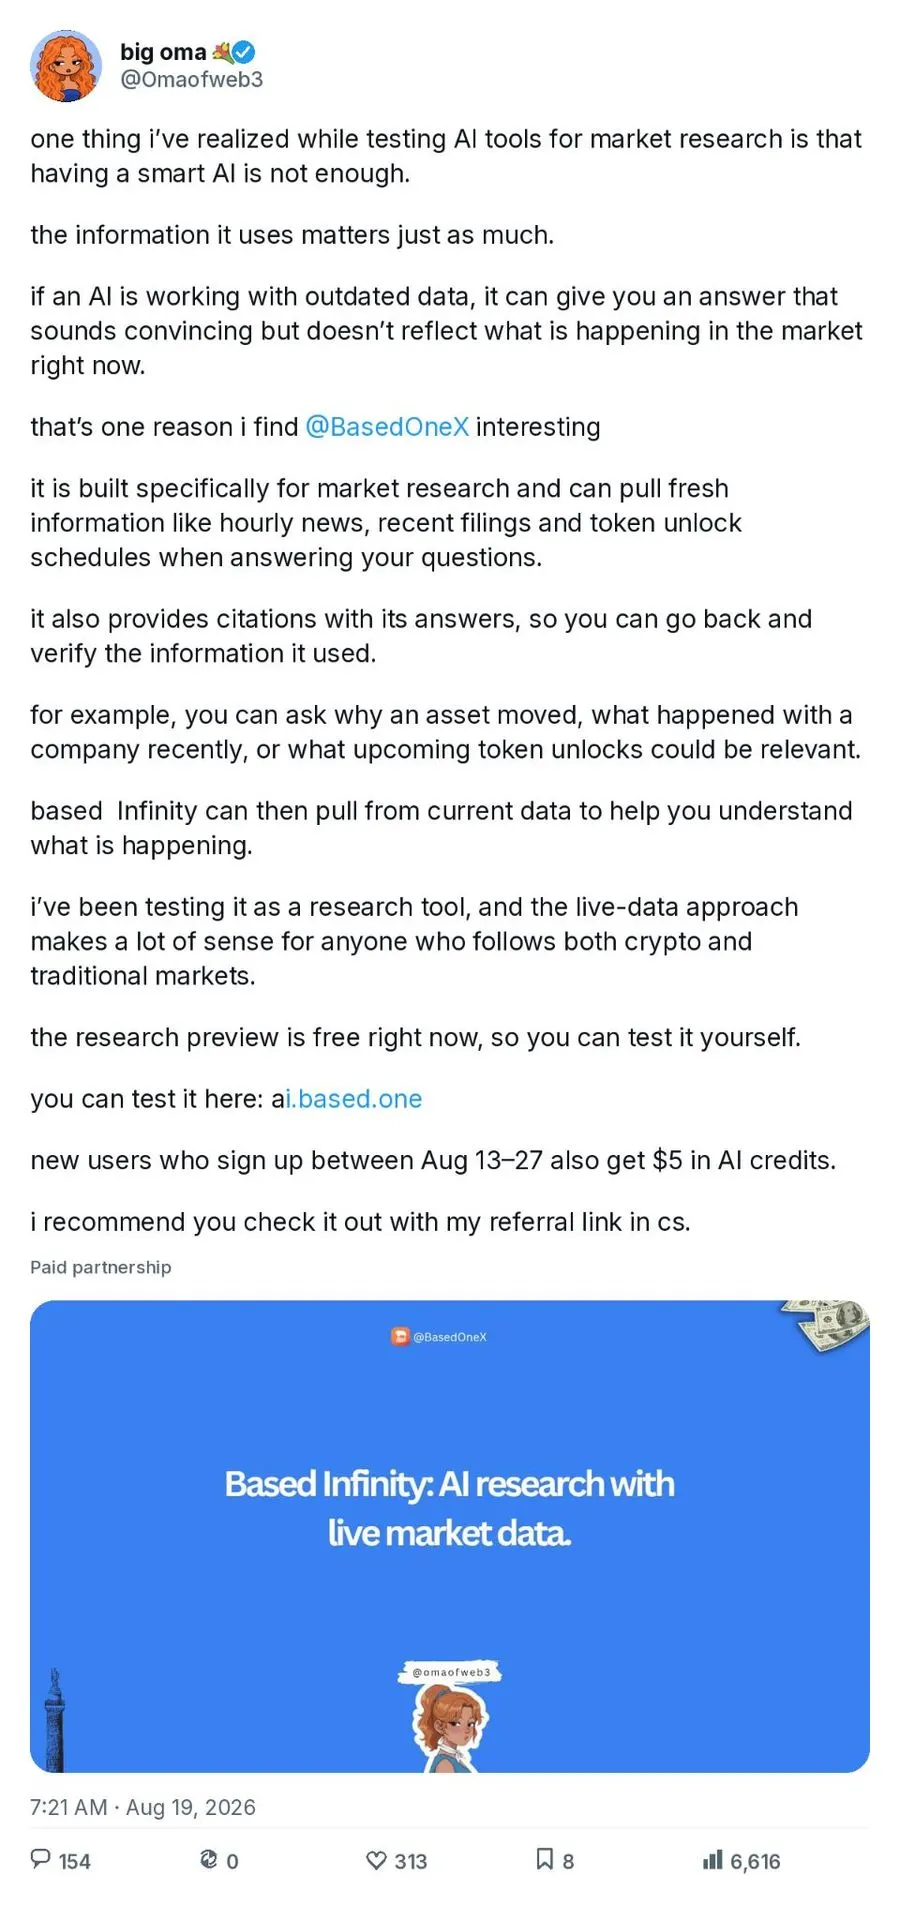 big oma
@Omaofweb3
one thing i’ve realized while testing AI tools for market research is that
having a smart AI is not enough.
the information it uses matters just as much.
if an AI is working with outdated data, it can give you an answer that
sounds convincing but doesn’t reflect what is happening in the market
right now.
that’s one reason i find @BasedOneX interesting
it is built specifically for market research and can pull fresh
information like hourly news, recent filings and token unlock
schedules when answering your questions.
it also provides citations with its answers, so you can go back and
verify the information it used.
for example, you can ask why an asset moved, what happened with a
company recently, or what upcoming token unlocks could be relevant.
based  Infinity can then pull from current data to help you understand
what is happening.
i’ve been testing it as a research tool, and the live-data approach
makes a lot of sense for anyone who follows both crypto and
traditional markets.
the research preview is free right now, so you can test it yourself.
you can test it here: ai.based.one
new users who sign up between Aug 13–27 also get $5 in AI credits.
i recommend you check it out with my referral link in cs.
Paid partnership
@BasedOneX
Based Infinity: AI research with
live market data.
@omaofweb3
7:21 AM · Aug 19, 2026
154 0 313 8 6,616